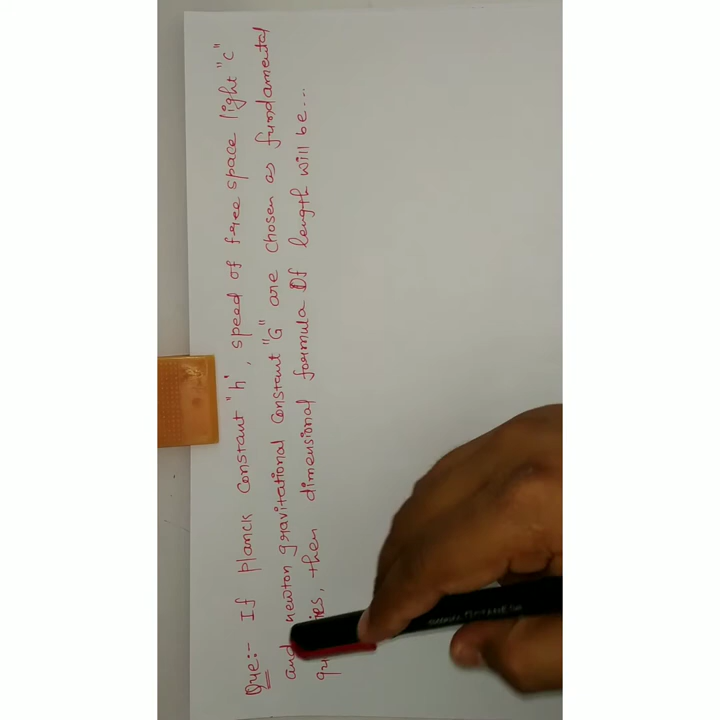 Que:- If planck constant "h", speed of free space light "c"
and newton gravitational constant "G" are chosen as fundamental
then dimensional formula Of length will be...